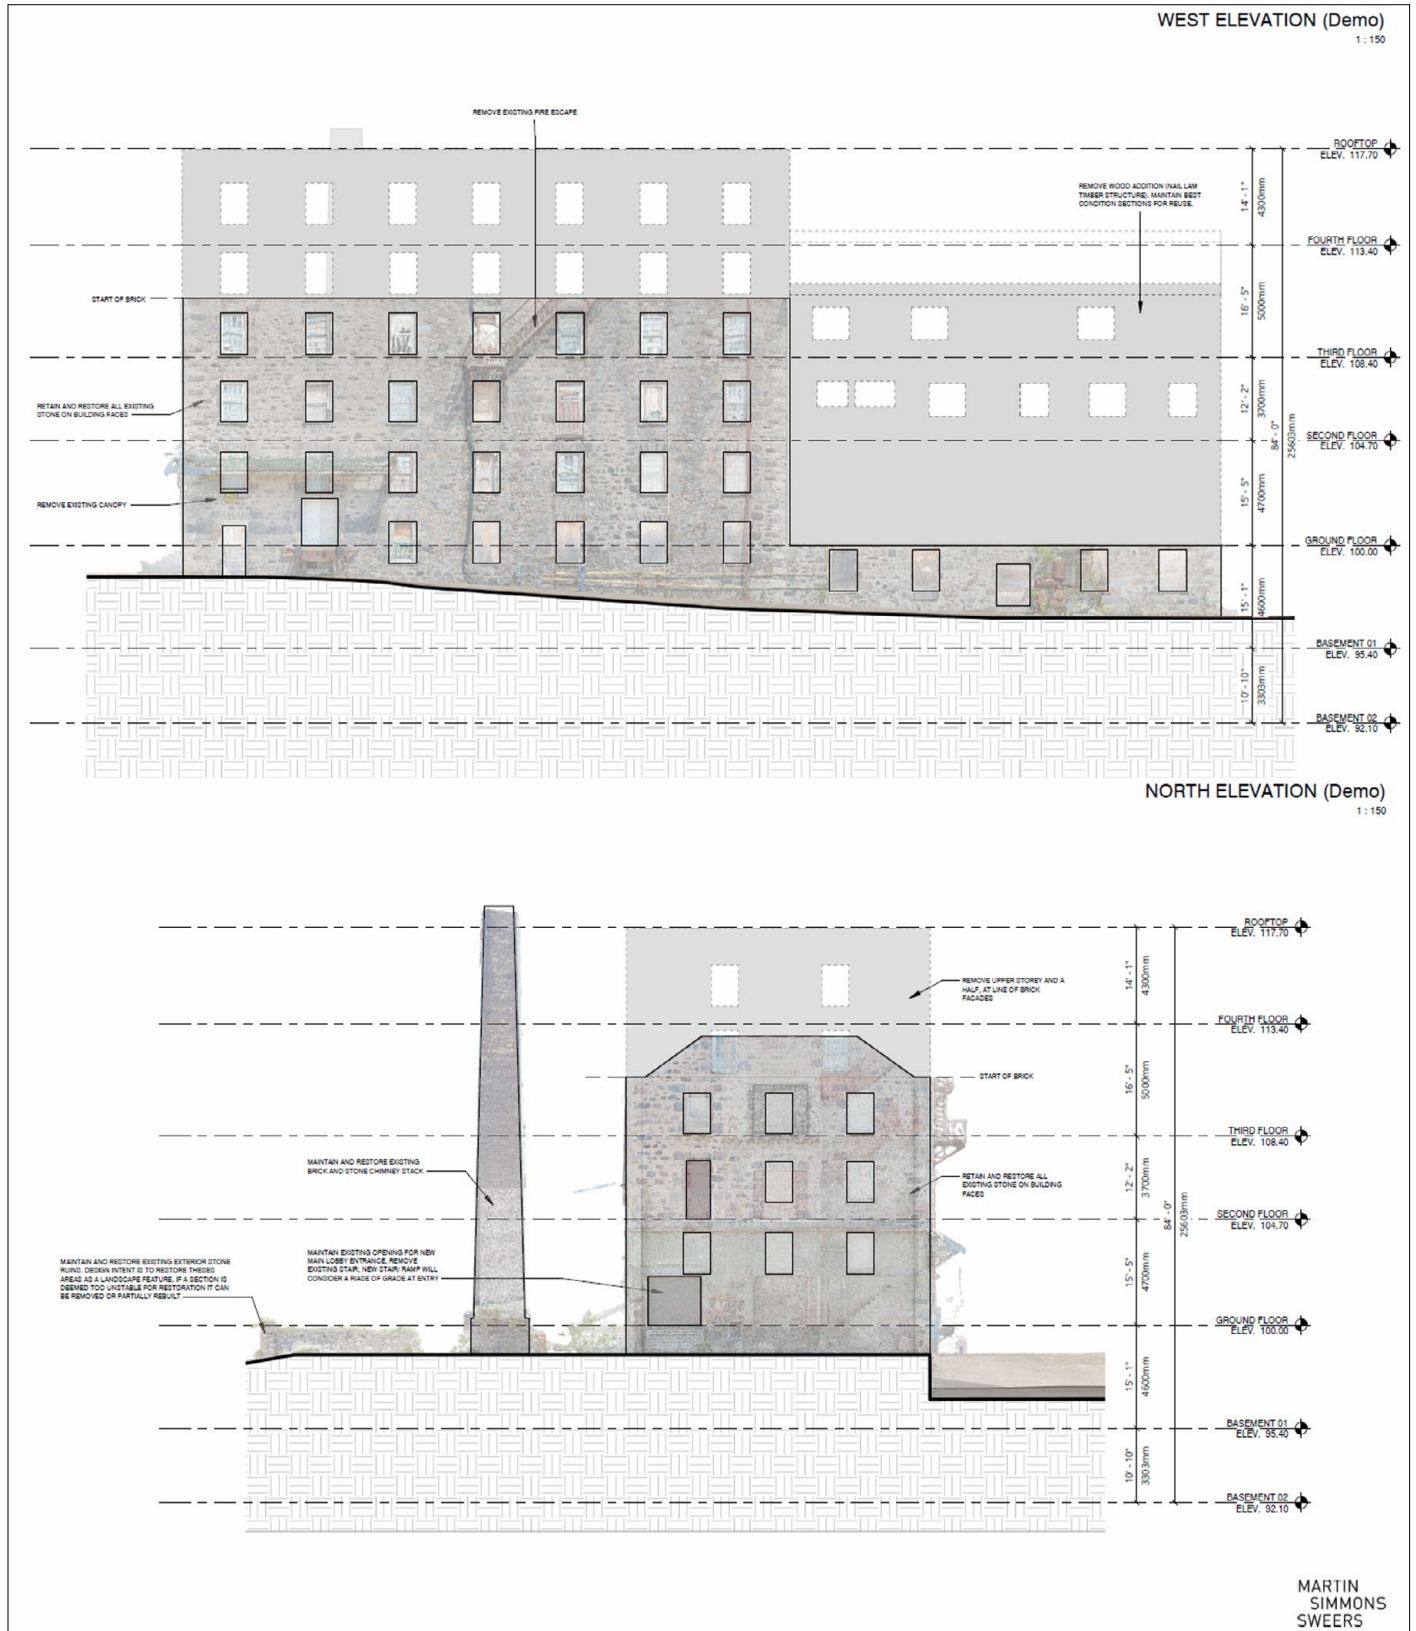 WEST ELEVATION (Demo)
1 : 150
REMOVE EXISTING FIRE ESCAPE
ROOFTOP
ELEV. 117.70
REMOVE WOOD ADDITION (NAIL LAM
TIMBER STRUCTURE). MAINTAIN BEST
CONDITION SECTIONS FOR REUSE.
14' - 1"
4300mm
FOURTH FLOOR
ELEV. 113.40
START OF BRICK
16' - 5"
5000mm
THIRD FLOOR
ELEV. 108.40
RETAIN AND RESTORE ALL EXISTING
STONE ON BUILDING FACES
12' - 2"
3700mm
84' - 0"
25603mm
SECOND FLOOR
ELEV. 104.70
REMOVE EXISTING CANOPY
15' - 5"
4700mm
GROUND FLOOR
ELEV. 100.00
15' - 1"
4600mm
BASEMENT 01
ELEV. 95.40
10' - 10"
3303mm
BASEMENT 02
ELEV. 92.10
NORTH ELEVATION (Demo)
1 : 150
ROOFTOP
ELEV. 117.70
REMOVE UPPER STOREY AND A
HALF, AT LINE OF BRICK
FACADES
14' - 1"
4300mm
FOURTH FLOOR
ELEV. 113.40
START OF BRICK
16' - 5"
5000mm
THIRD FLOOR
ELEV. 108.40
MAINTAIN AND RESTORE EXISTING
BRICK AND STONE CHIMNEY STACK
RETAIN AND RESTORE ALL
EXISTING STONE ON BUILDING
FACES
12' - 2"
3700mm
84' - 0"
25603mm
SECOND FLOOR
ELEV. 104.70
MAINTAIN EXISTING OPENING FOR NEW
MAIN LOBBY ENTRANCE, REMOVE
EXISTING STAIR; NEW STAIR/ RAMP WILL
CONSIDER A RIASE OF GRADE AT ENTRY
MAINTAIN AND RESTORE EXISTING EXTERIOR STONE
RUINS. DESIGN INTENT IS TO RESTORE THESES
AREAS AS A LANDSCAPE FEATURE. IF A SECTION IS
DEEMED TOO UNSTABLE FOR RESTORATION IT CAN
BE REMOVED OR PARTIALLY REBUILT
15' - 5"
4700mm
GROUND FLOOR
ELEV. 100.00
15' - 1"
4600mm
BASEMENT 01
ELEV. 95.40
10' - 10"
3303mm
BASEMENT 02
ELEV. 92.10
MARTIN
SIMMONS
SWEERS